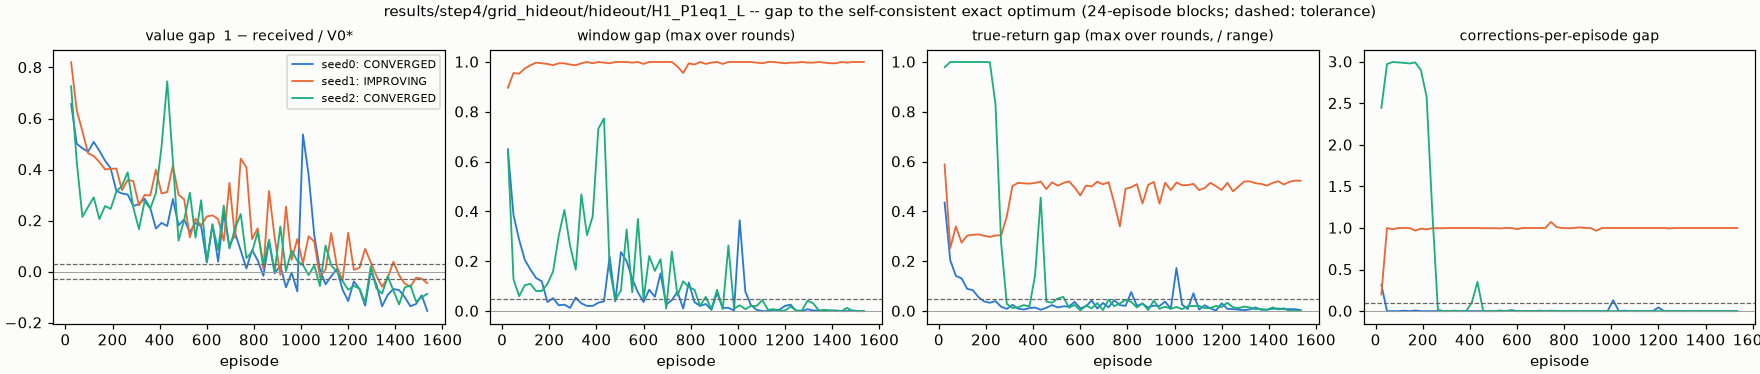 results/step4/grid_hideout/hideout/H1_P1eq1_L -- gap to the self-consistent exact optimum (24-episode blocks; dashed: tolerance)
value gap 1 − received / V0*
0.8
0.6
0.4
0.2
0.0
−0.2
0 200 400 600 800 1000 1200 1400 1600
episode
seed0: CONVERGED
seed1: IMPROVING
seed2: CONVERGED
window gap (max over rounds)
1.0
0.8
0.6
0.4
0.2
0.0
0 200 400 600 800 1000 1200 1400 1600
episode
true-return gap (max over rounds, / range)
1.0
0.8
0.6
0.4
0.2
0.0
0 200 400 600 800 1000 1200 1400 1600
episode
corrections-per-episode gap
3.0
2.5
2.0
1.5
1.0
0.5
0.0
0 200 400 600 800 1000 1200 1400
episode